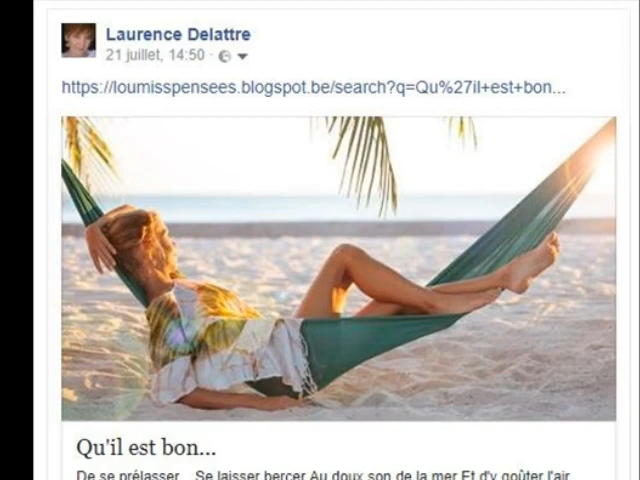 Laurence Delattre
21 juillet, 14:50 ·
https://loumisspensees.blogspot.be/search?q=Qu%27il+est+bon...
Qu'il est bon...
De se prélasser... Se laisser bercer Au doux son de la mer Et d'y goûter l'air